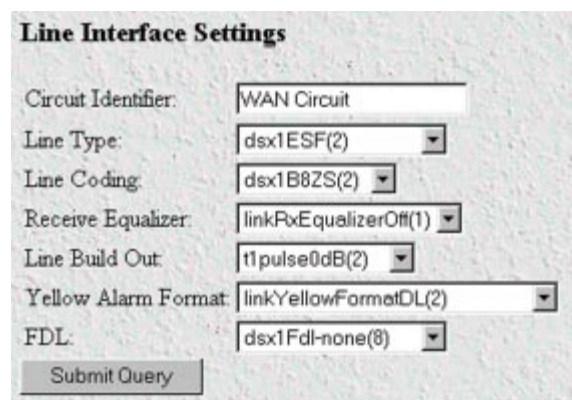 Line Interface Settings
Circuit Identifier: WAN Circuit
Line Type: dsx1ESF(2)
Line Coding: dsx1B8ZS(2)
Receive Equalizer: linkRxEqualizerOff(1)
Line Build Out: t1pulse0dB(2)
Yellow Alarm Format: linkYellowFormatDL(2)
FDL: dsx1Fdl-none(8)
Submit Query